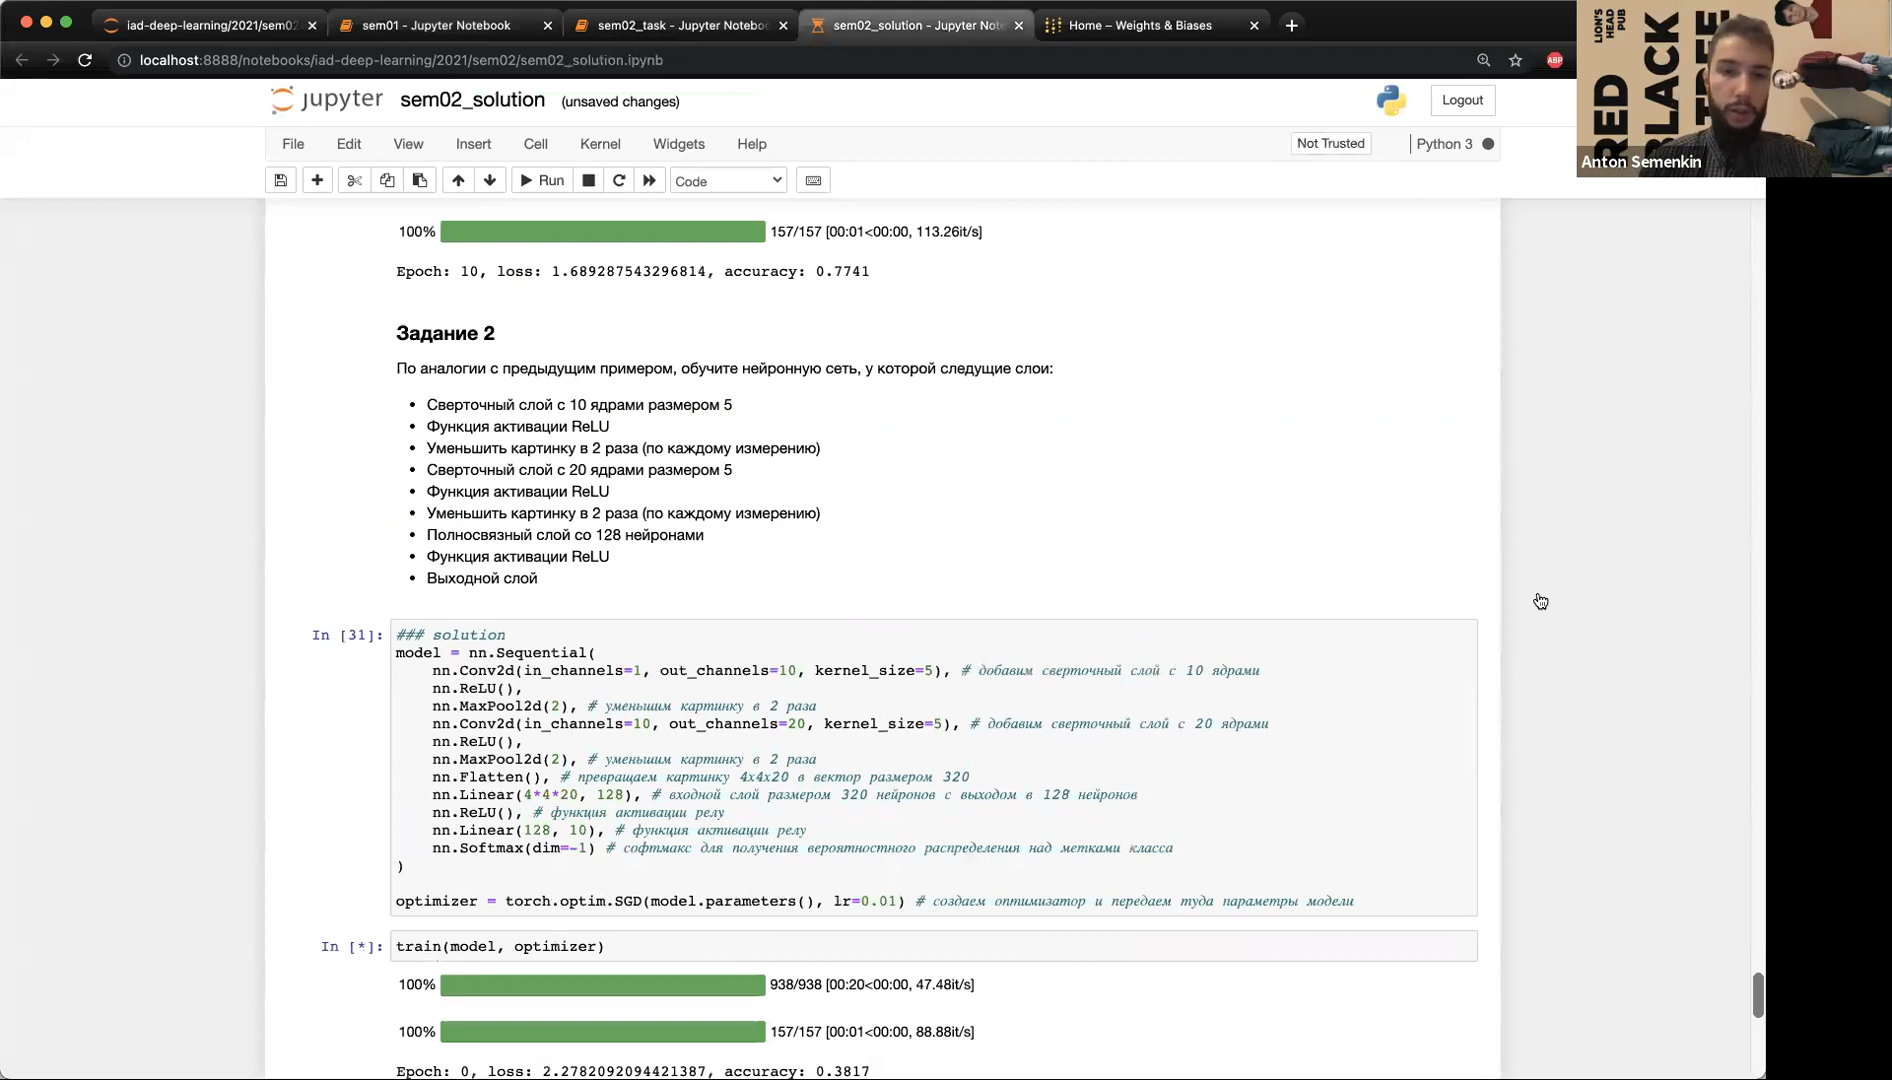 iad-deep-learning/2021/sem02
sem01 - Jupyter Notebook
sem02_task - Jupyter Notebo
sem02_solution - Jupyter Note
Home – Weights & Biases
localhost:8888/notebooks/iad-deep-learning/2021/sem02/sem02_solution.ipynb
ABP
LION'S
HEAD
PUB
RED
BLACK
TREE
Anton Semenkin
jupyter sem02_solution (unsaved changes)
Logout
File Edit View Insert Cell Kernel Widgets Help
Not Trusted
Python 3
Run
Code
100% 157/157 [00:01<00:00, 113.26it/s]
Epoch: 10, loss: 1.689287543296814, accuracy: 0.7741
Задание 2
По аналогии с предыдущим примером, обучите нейронную сеть, у которой следущие слои:
• Сверточный слой с 10 ядрами размером 5
• Функция активации ReLU
• Уменьшить картинку в 2 раза (по каждому измерению)
• Сверточный слой с 20 ядрами размером 5
• Функция активации ReLU
• Уменьшить картинку в 2 раза (по каждому измерению)
• Полносвязный слой со 128 нейронами
• Функция активации ReLU
• Выходной слой
In [31]: ### solution
model = nn.Sequential(
nn.Conv2d(in_channels=1, out_channels=10, kernel_size=5), # добавим сверточный слой с 10 ядрами
nn.ReLU(),
nn.MaxPool2d(2), # уменьшим картинку в 2 раза
nn.Conv2d(in_channels=10, out_channels=20, kernel_size=5), # добавим сверточный слой с 20 ядрами
nn.ReLU(),
nn.MaxPool2d(2), # уменьшим картинку в 2 раза
nn.Flatten(), # превращаем картинку 4x4x20 в вектор размером 320
nn.Linear(4*4*20, 128), # входной слой размером 320 нейронов с выходом в 128 нейронов
nn.ReLU(), # функция активации релу
nn.Linear(128, 10), # функция активации релу
nn.Softmax(dim=-1) # софтмакс для получения вероятностного распределения над метками класса
)
optimizer = torch.optim.SGD(model.parameters(), lr=0.01) # создаем оптимизатор и передаем туда параметры модели
In [*]: train(model, optimizer)
100% 938/938 [00:20<00:00, 47.48it/s]
100% 157/157 [00:01<00:00, 88.88it/s]
Epoch: 0, loss: 2.2782092094421387, accuracy: 0.3817